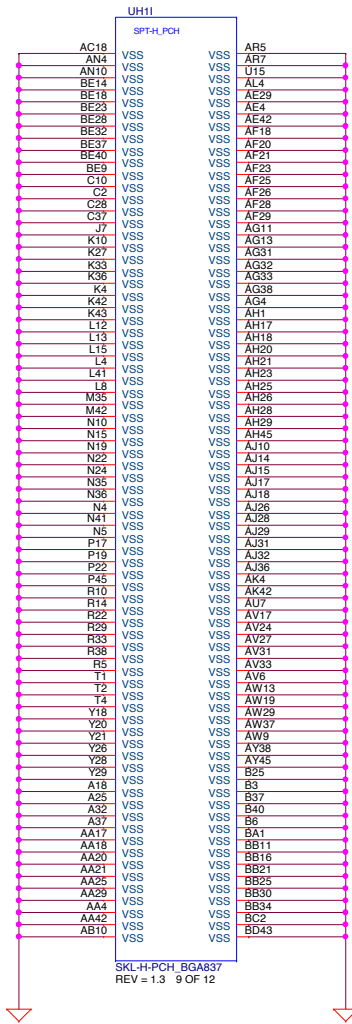 UH1I
SPT-H_PCH
AC18 VSS VSS AR5
AN4 VSS VSS AR7
AN10 VSS VSS U15
BE14 VSS VSS AL4
BE18 VSS VSS AE29
BE23 VSS VSS AE4
BE28 VSS VSS AE42
BE32 VSS VSS AF18
BE37 VSS VSS AF20
BE40 VSS VSS AF21
BE9 VSS VSS AF23
C10 VSS VSS AF25
C2 VSS VSS AF26
C28 VSS VSS AF28
C37 VSS VSS AF29
J7 VSS VSS AG11
K10 VSS VSS AG13
K27 VSS VSS AG31
K33 VSS VSS AG32
K36 VSS VSS AG33
K4 VSS VSS AG38
K42 VSS VSS AG4
K43 VSS VSS AH1
L12 VSS VSS AH17
L13 VSS VSS AH18
L15 VSS VSS AH20
L4 VSS VSS AH21
L41 VSS VSS AH23
L8 VSS VSS AH25
M35 VSS VSS AH26
M42 VSS VSS AH28
N10 VSS VSS AH29
N15 VSS VSS AH45
N19 VSS VSS AJ10
N22 VSS VSS AJ14
N24 VSS VSS AJ15
N35 VSS VSS AJ17
N36 VSS VSS AJ18
N4 VSS VSS AJ26
N41 VSS VSS AJ28
N5 VSS VSS AJ29
P17 VSS VSS AJ31
P19 VSS VSS AJ32
P22 VSS VSS AJ36
P45 VSS VSS AK4
R10 VSS VSS AK42
R14 VSS VSS AU7
R22 VSS VSS AV17
R29 VSS VSS AV24
R33 VSS VSS AV27
R38 VSS VSS AV31
R5 VSS VSS AV33
T1 VSS VSS AV6
T2 VSS VSS AW13
T4 VSS VSS AW19
Y18 VSS VSS AW29
Y20 VSS VSS AW37
Y21 VSS VSS AW9
Y26 VSS VSS AY38
Y28 VSS VSS AY45
Y29 VSS VSS B25
A18 VSS VSS B3
A25 VSS VSS B37
A32 VSS VSS B40
A37 VSS VSS B6
AA17 VSS VSS BA1
AA18 VSS VSS BB11
AA20 VSS VSS BB16
AA21 VSS VSS BB21
AA25 VSS VSS BB25
AA29 VSS VSS BB30
AA4 VSS VSS BB34
AA42 VSS VSS BC2
AB10 VSS VSS BD43
SKL-H-PCH_BGA837
REV = 1.3 9 OF 12